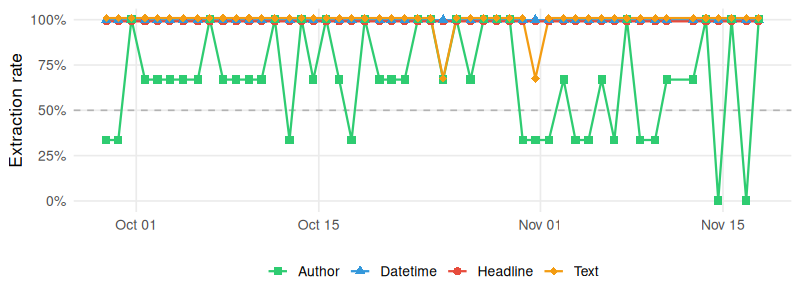 Extraction rate
100%
75%
50%
25%
0%
Oct 01 Oct 15 Nov 01 Nov 15
Author Datetime Headline Text